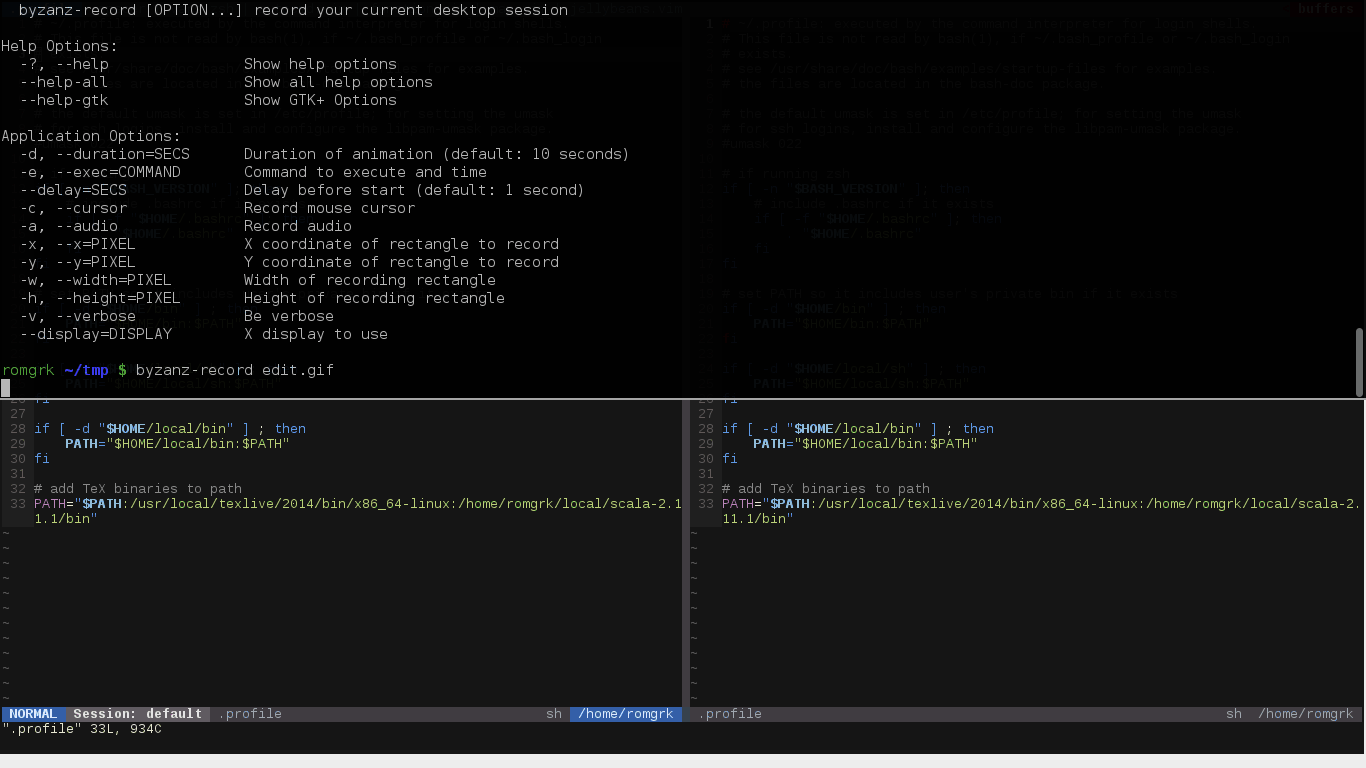 byzanz-record [OPTION...] record your current desktop session
buffers
Help Options:
-?, --help Show help options
--help-all Show all help options
--help-gtk Show GTK+ Options
Application Options:
-d, --duration=SECS Duration of animation (default: 10 seconds)
-e, --exec=COMMAND Command to execute and time
--delay=SECS Delay before start (default: 1 second)
-c, --cursor Record mouse cursor
-a, --audio Record audio
-x, --x=PIXEL X coordinate of rectangle to record
-y, --y=PIXEL Y coordinate of rectangle to record
-w, --width=PIXEL Width of recording rectangle
-h, --height=PIXEL Height of recording rectangle
-v, --verbose Be verbose
--display=DISPLAY X display to use
romgrk ~/tmp $ byzanz-record edit.gif
27
28 if [ -d "$HOME/local/bin" ] ; then
29 PATH="$HOME/local/bin:$PATH"
30 fi
31
32 # add TeX binaries to path
33 PATH="$PATH:/usr/local/texlive/2014/bin/x86_64-linux:/home/romgrk/local/scala-2.1
1.1/bin"
~
~
~
~
~
~
~
~
~
~
~
~
NORMAL Session: default .profile sh /home/romgrk
27
28 if [ -d "$HOME/local/bin" ] ; then
29 PATH="$HOME/local/bin:$PATH"
30 fi
31
32 # add TeX binaries to path
33 PATH="$PATH:/usr/local/texlive/2014/bin/x86_64-linux:/home/romgrk/local/scala-2.
11.1/bin"
~
~
~
~
~
~
~
~
~
~
~
~
.profile sh /home/romgrk
".profile" 33L, 934C